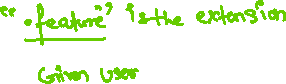 ".feature" is the extension
Given user